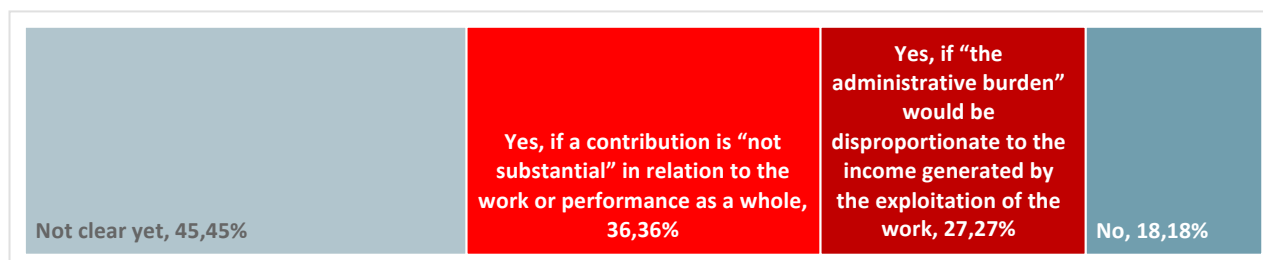 Not clear yet, 45,45%
Yes, if a contribution is “not
substantial” in relation to the
work or performance as a whole,
36,36%
Yes, if “the
administrative burden”
would be
disproportionate to the
income generated by
the exploitation of the
work, 27,27%
No, 18,18%